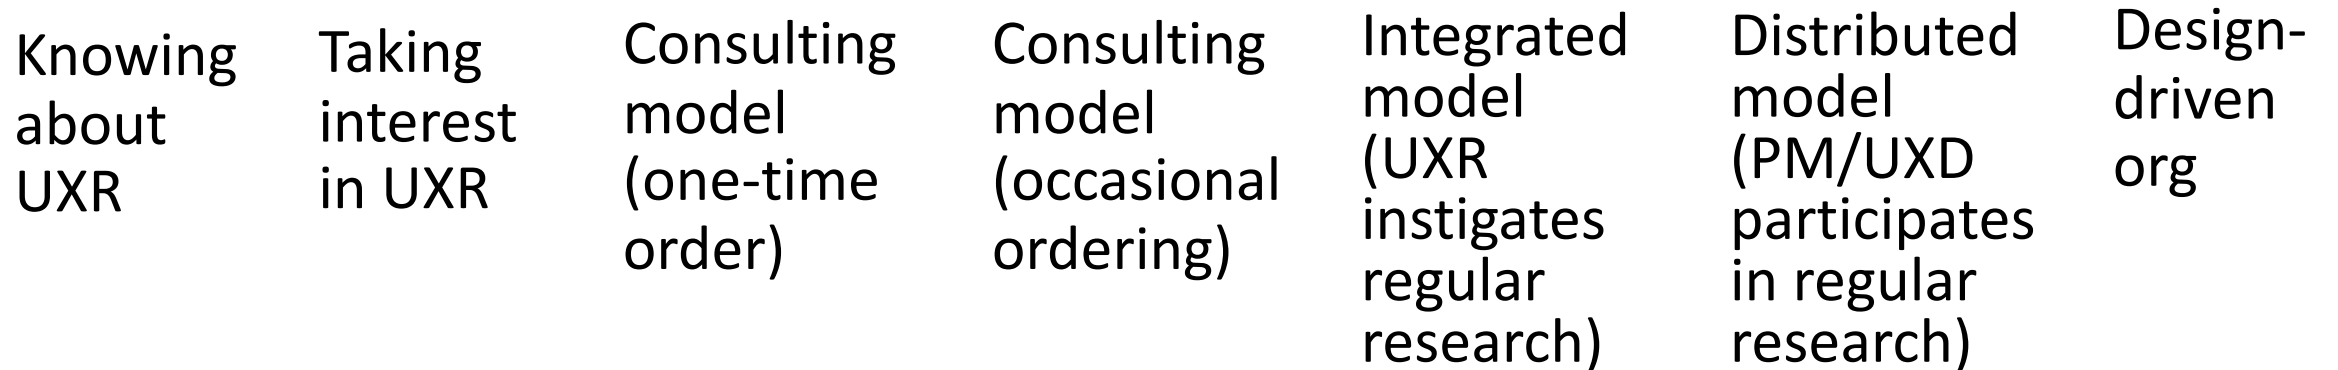 Knowing
about
UXR
Taking
interest
in UXR
Consulting
model
(one-time
order)
Consulting
model
(occasional
ordering)
Integrated
model
(UXR
instigates
regular
research)
Distributed
model
(PM/UXD
participates
in regular
research)
Design-
driven
org